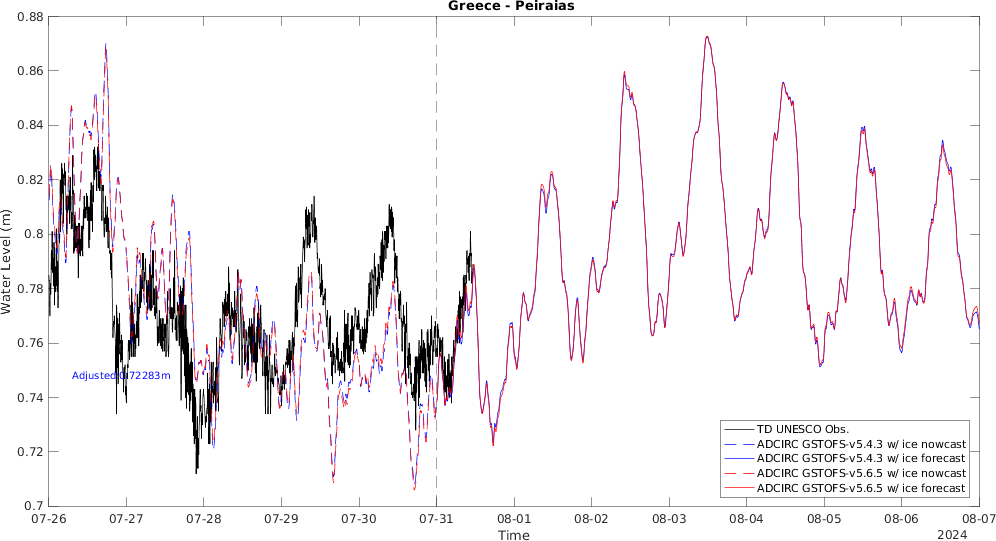 Greece - Peiraias
0.88
0.86
0.84
0.82
0.8
0.78
0.76
0.74
0.72
0.7
Water Level (m)
Adjusted:0.72283m
TD UNESCO Obs.
ADCIRC GSTOFS-v5.4.3 w/ ice nowcast
ADCIRC GSTOFS-v5.4.3 w/ ice forecast
ADCIRC GSTOFS-v5.6.5 w/ ice nowcast
ADCIRC GSTOFS-v5.6.5 w/ ice forecast
07-26 07-27 07-28 07-29 07-30 07-31 08-01 08-02 08-03 08-04 08-05 08-06 08-07
Time
2024